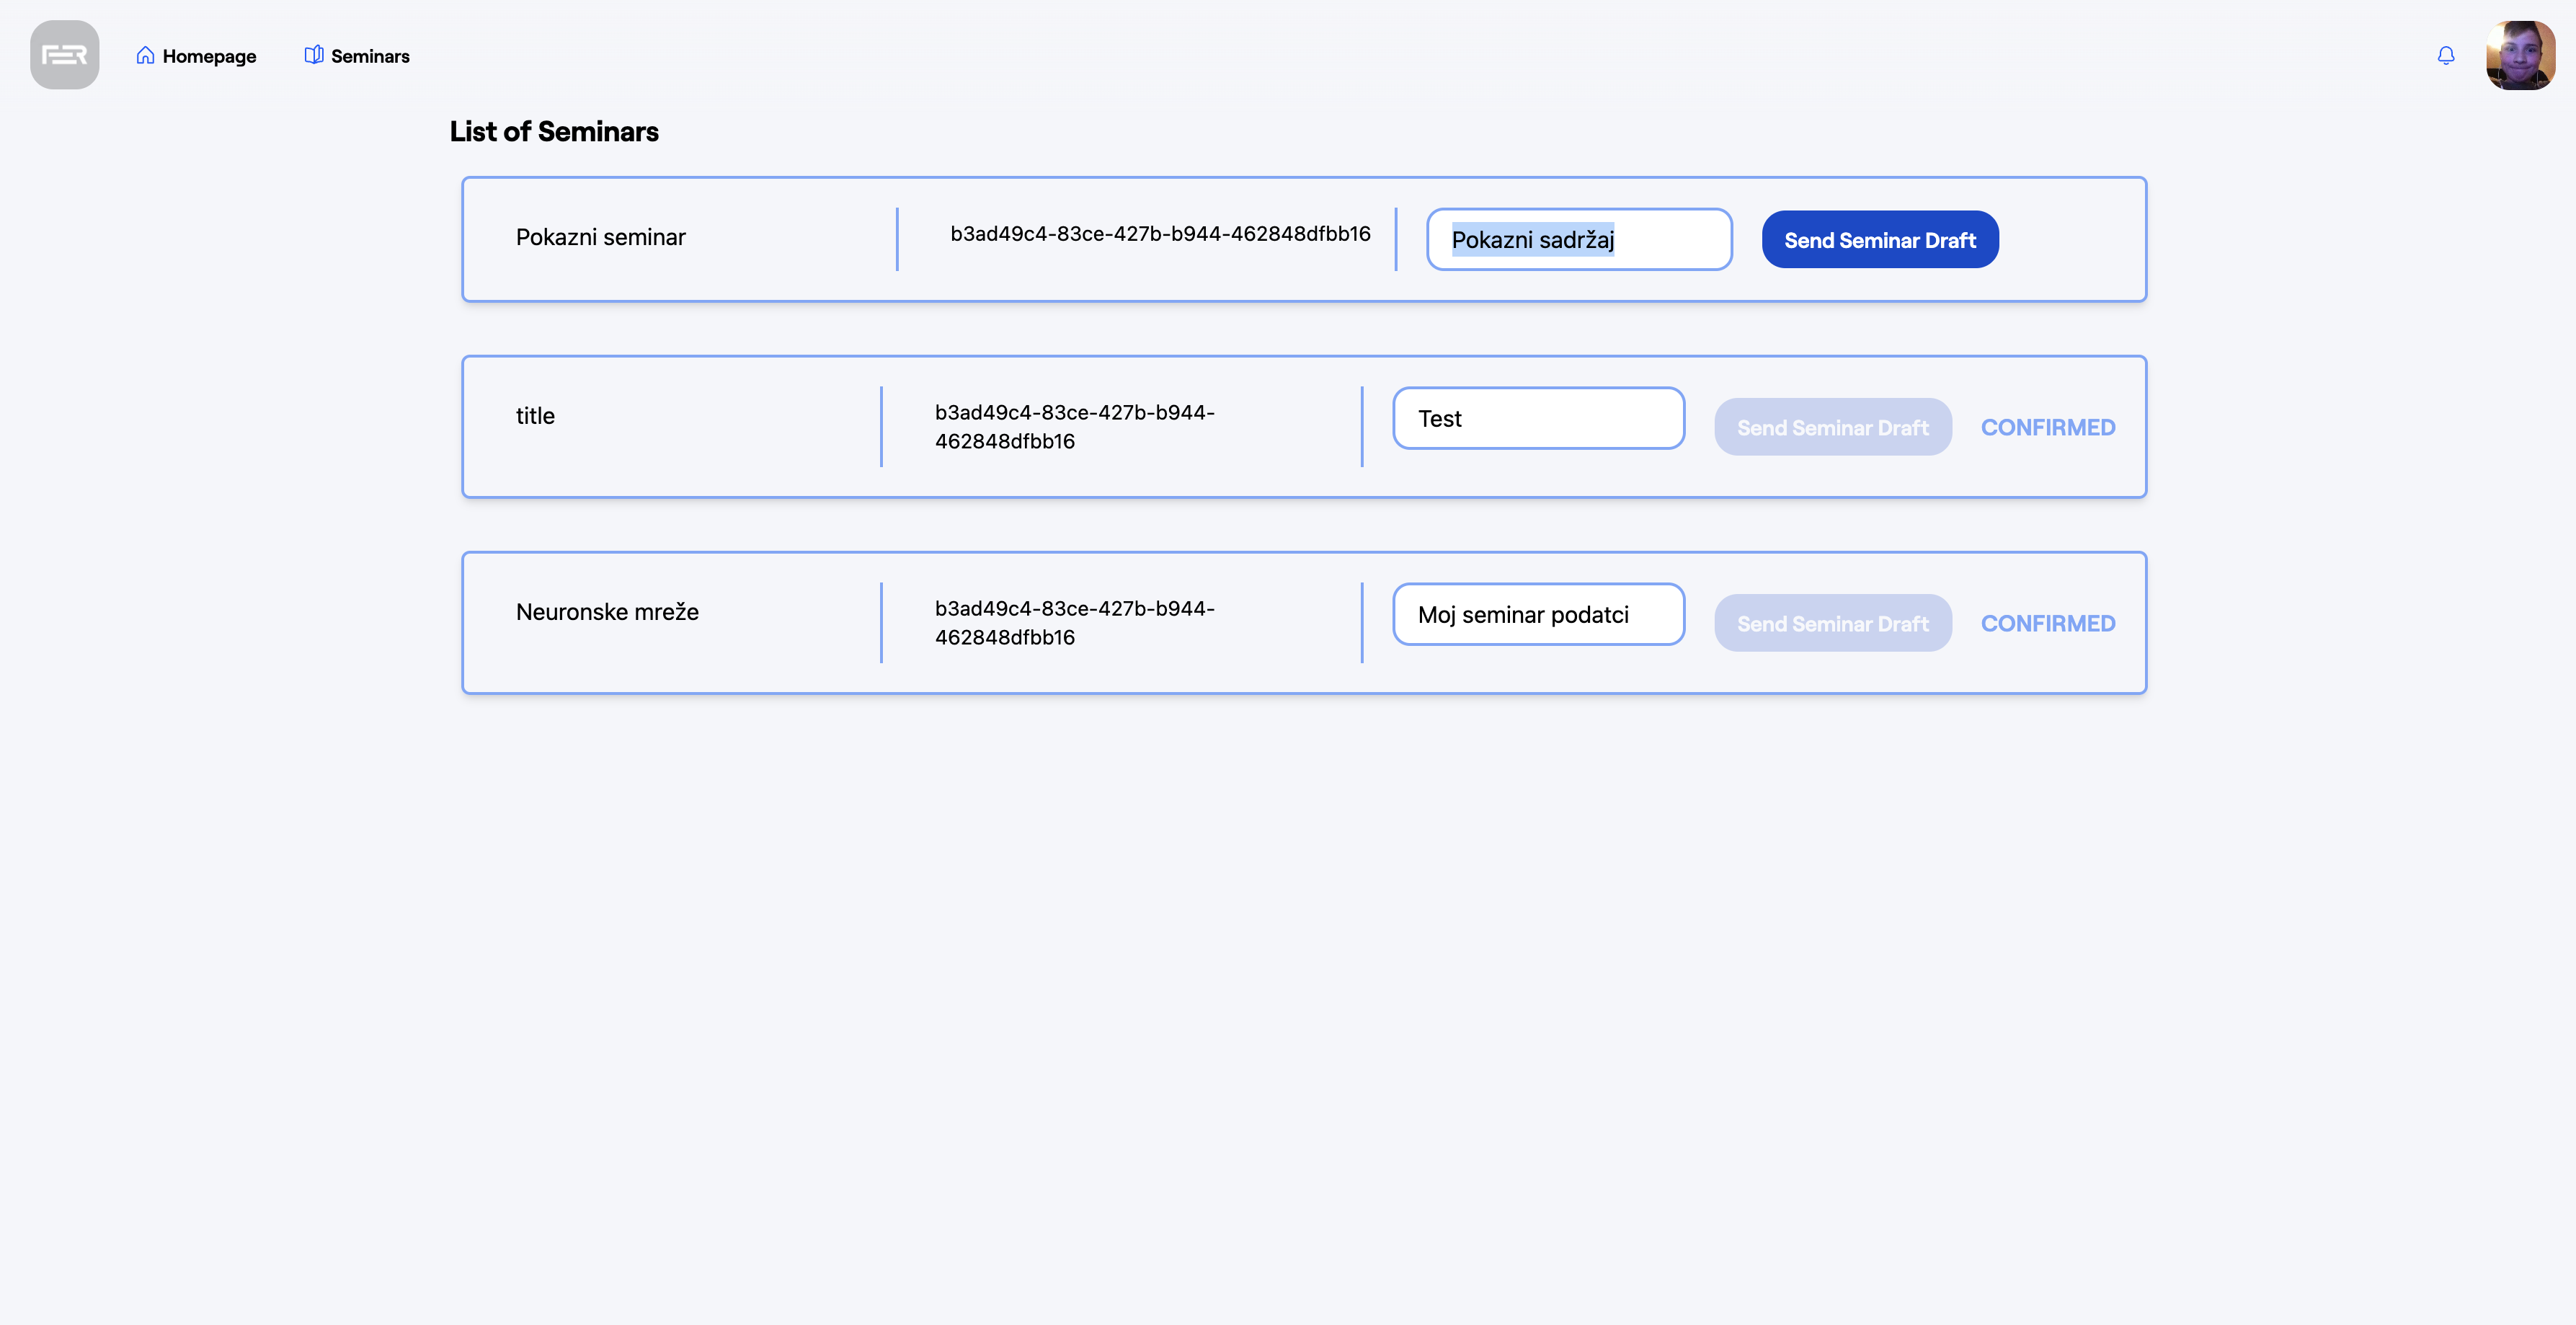 FER
Homepage
Seminars
List of Seminars
Pokazni seminar
b3ad49c4-83ce-427b-b944-462848dfbb16
Pokazni sadržaj
Send Seminar Draft
title
b3ad49c4-83ce-427b-b944-
462848dfbb16
Test
Send Seminar Draft
CONFIRMED
Neuronske mreže
b3ad49c4-83ce-427b-b944-
462848dfbb16
Moj seminar podatci
Send Seminar Draft
CONFIRMED